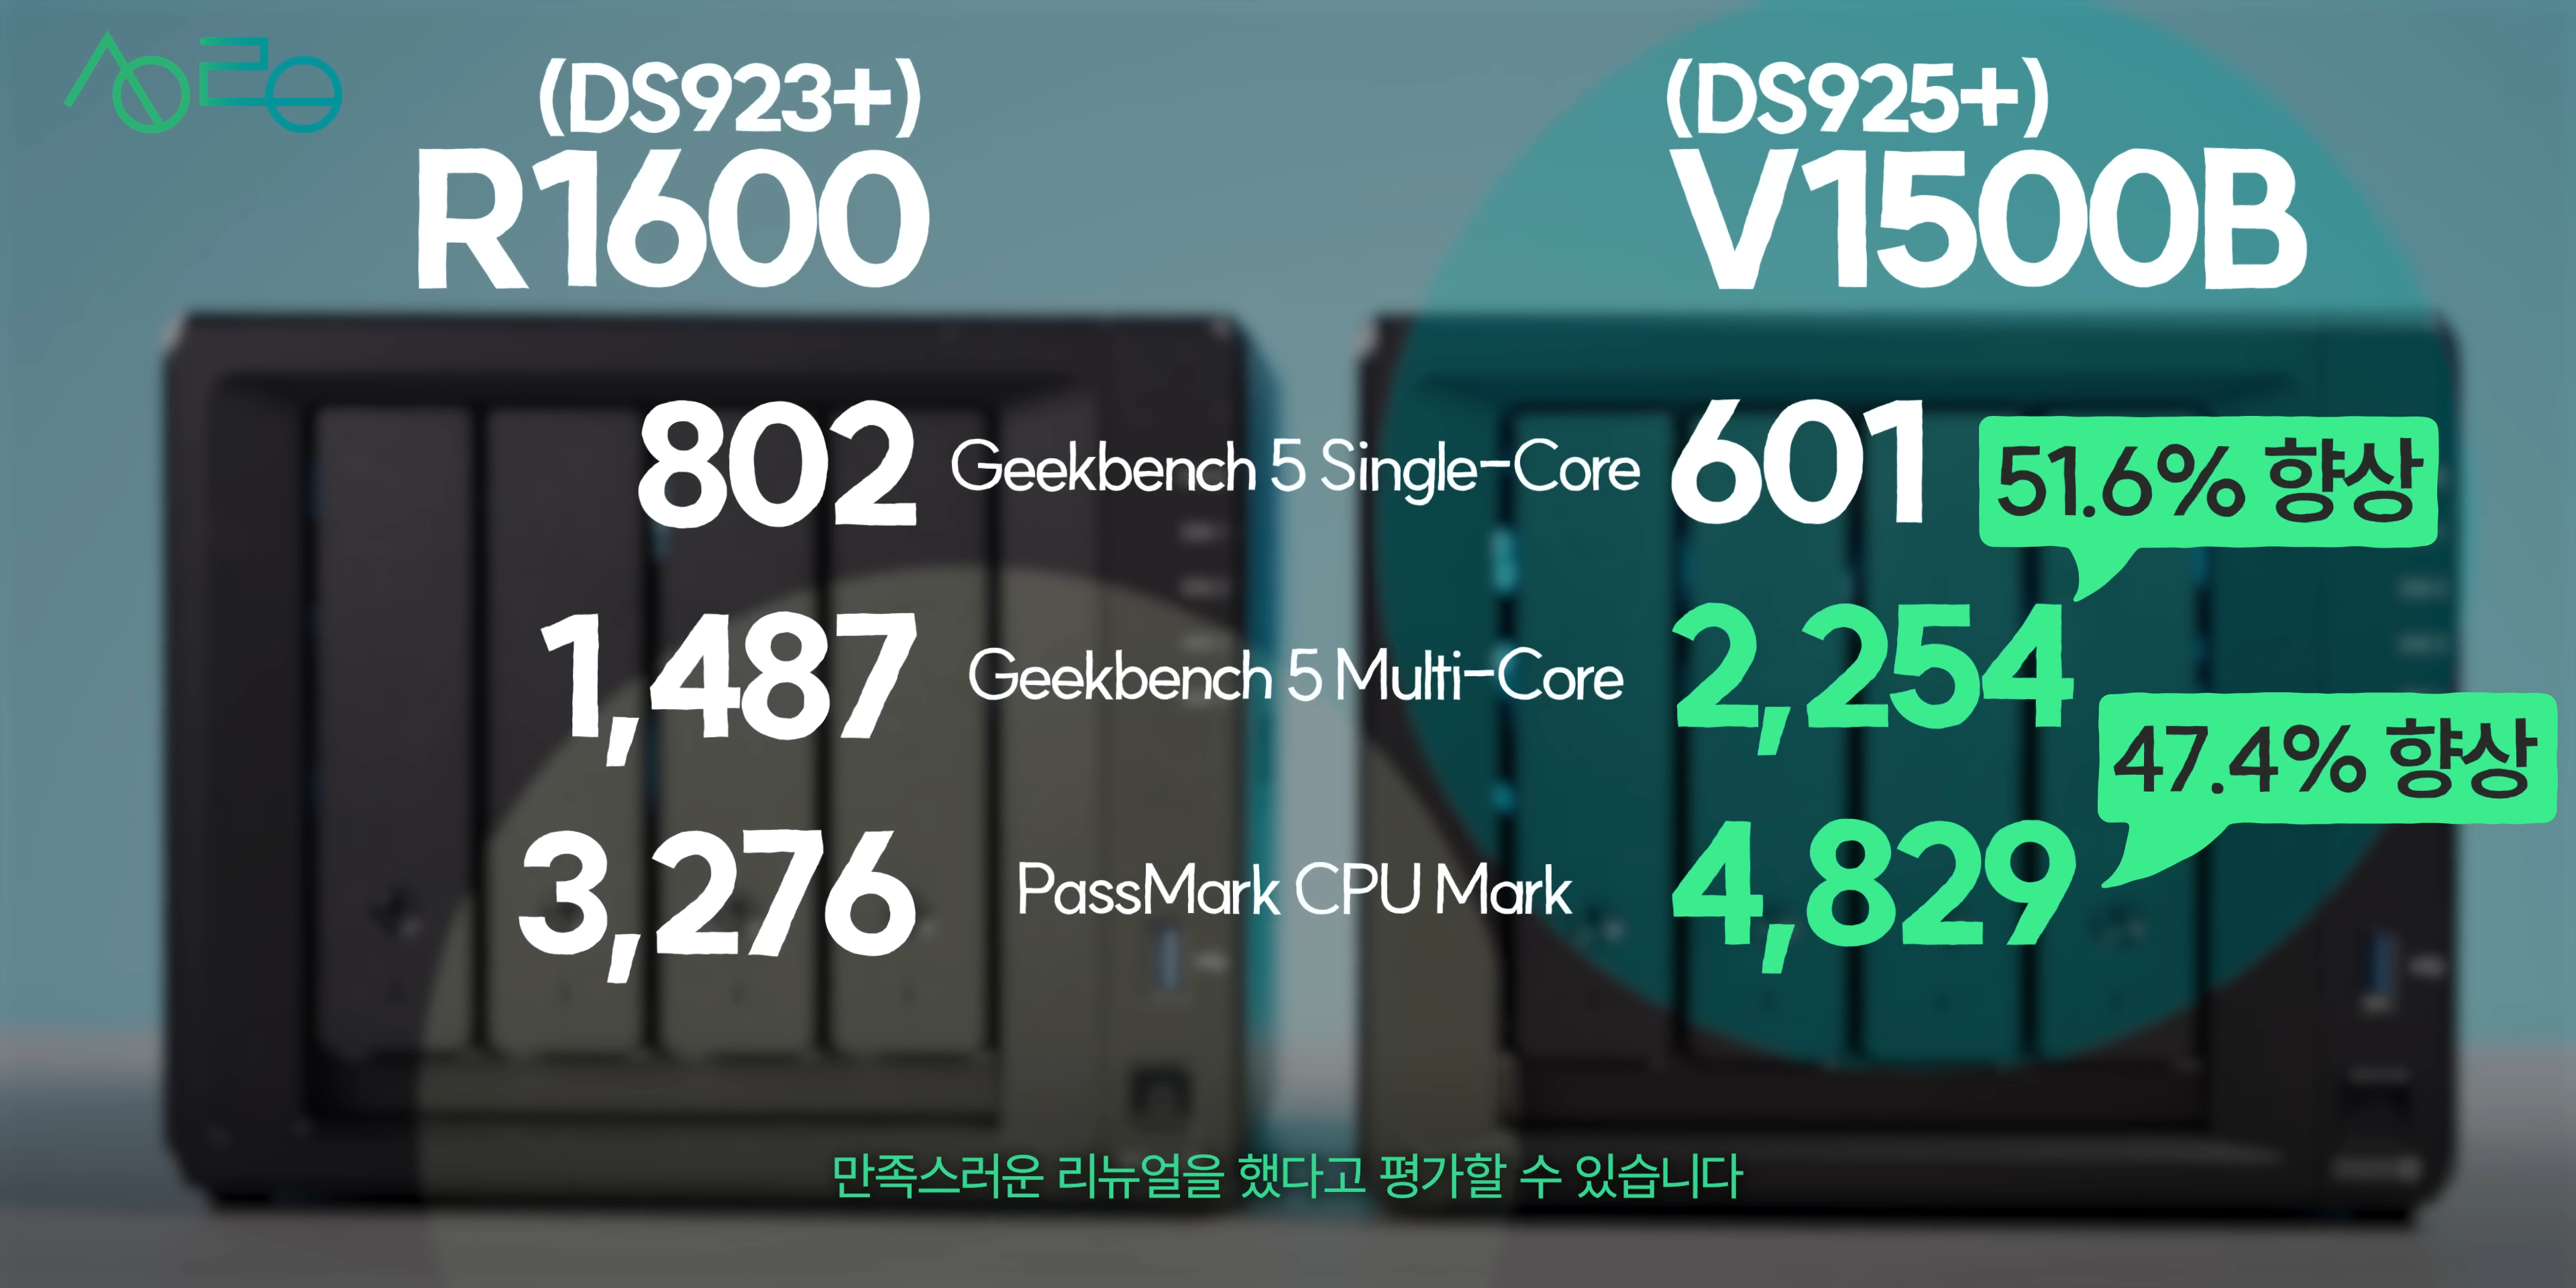 (DS923+)
R1600
(DS925+)
V1500B
802 Geekbench 5 Single-Core 601
51.6% 향상
1,487 Geekbench 5 Multi-Core 2,254
47.4% 향상
3,276 PassMark CPU Mark 4,829
만족스러운 리뉴얼을 했다고 평가할 수 있습니다